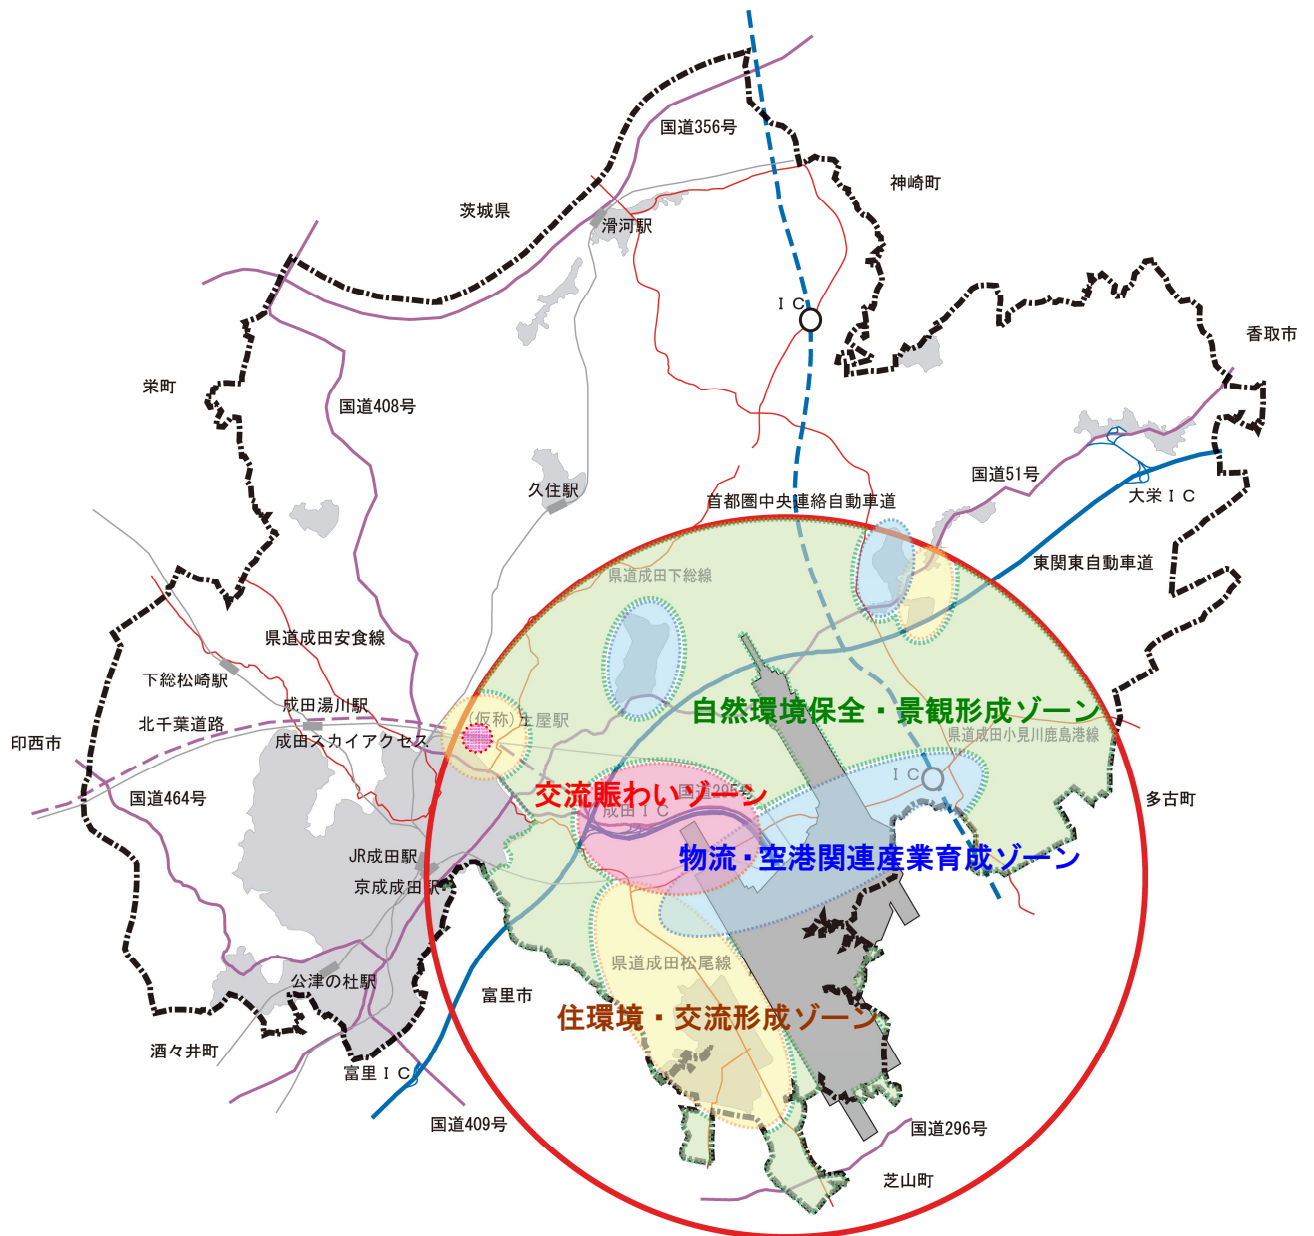 国道356号
神崎町
茨城県
滑河駅
ＩＣ
香取市
栄町
国道408号
国道51号
久住駅
大栄ＩＣ
首都圏中央連絡自動車道
東関東自動車道
県道成田下総線
県道成田安食線
下総松崎駅
成田湯川駅
(仮称)土屋駅
自然環境保全・景観形成ゾーン
北千葉道路
県道成田小見川鹿島港線
印西市
成田スカイアクセス
ＩＣ
国道464号
交流賑わいゾーン
国道295号
多古町
成田ＩＣ
JR成田駅
物流・空港関連産業育成ゾーン
京成成田駅
県道成田松尾線
公津の杜駅
富里市
住環境・交流形成ゾーン
酒々井町
富里ＩＣ
国道409号
国道296号
芝山町